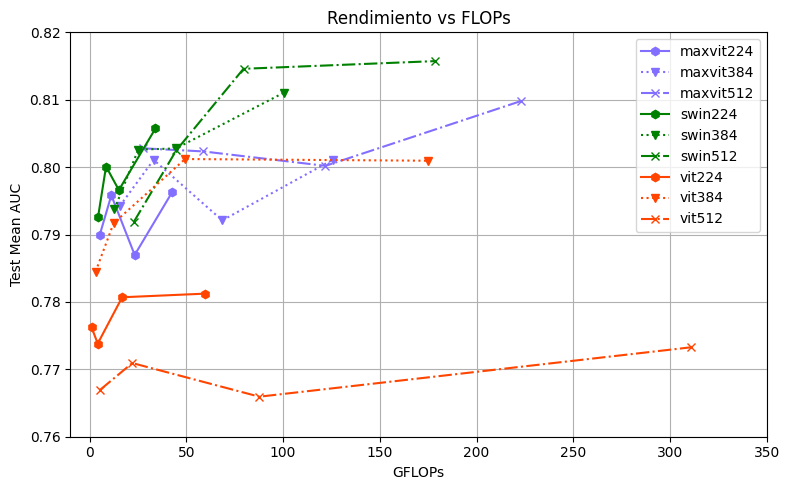 Rendimiento vs FLOPs
0.82
0.81
0.80
0.79
0.78
0.77
0.76
Test Mean AUC
0
50
100
150
200
250
300
350
GFLOPs
maxvit224
maxvit384
maxvit512
swin224
swin384
swin512
vit224
vit384
vit512